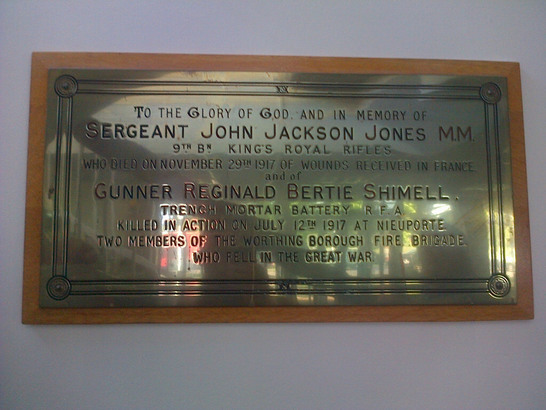 To the Glory of God. and in memory of
Sergeant John Jackson Jones MM.
9th Bn King's Royal Rifles
who died on November 29th 1917 of wounds received in France
and of
Gunner Reginald Bertie Shimell.
Trench Mortar Battery R.F.A.
killed in action on July 12th 1917 at Nieuporte
two members of the Worthing Borough Fire Brigade.
who fell in the Great War